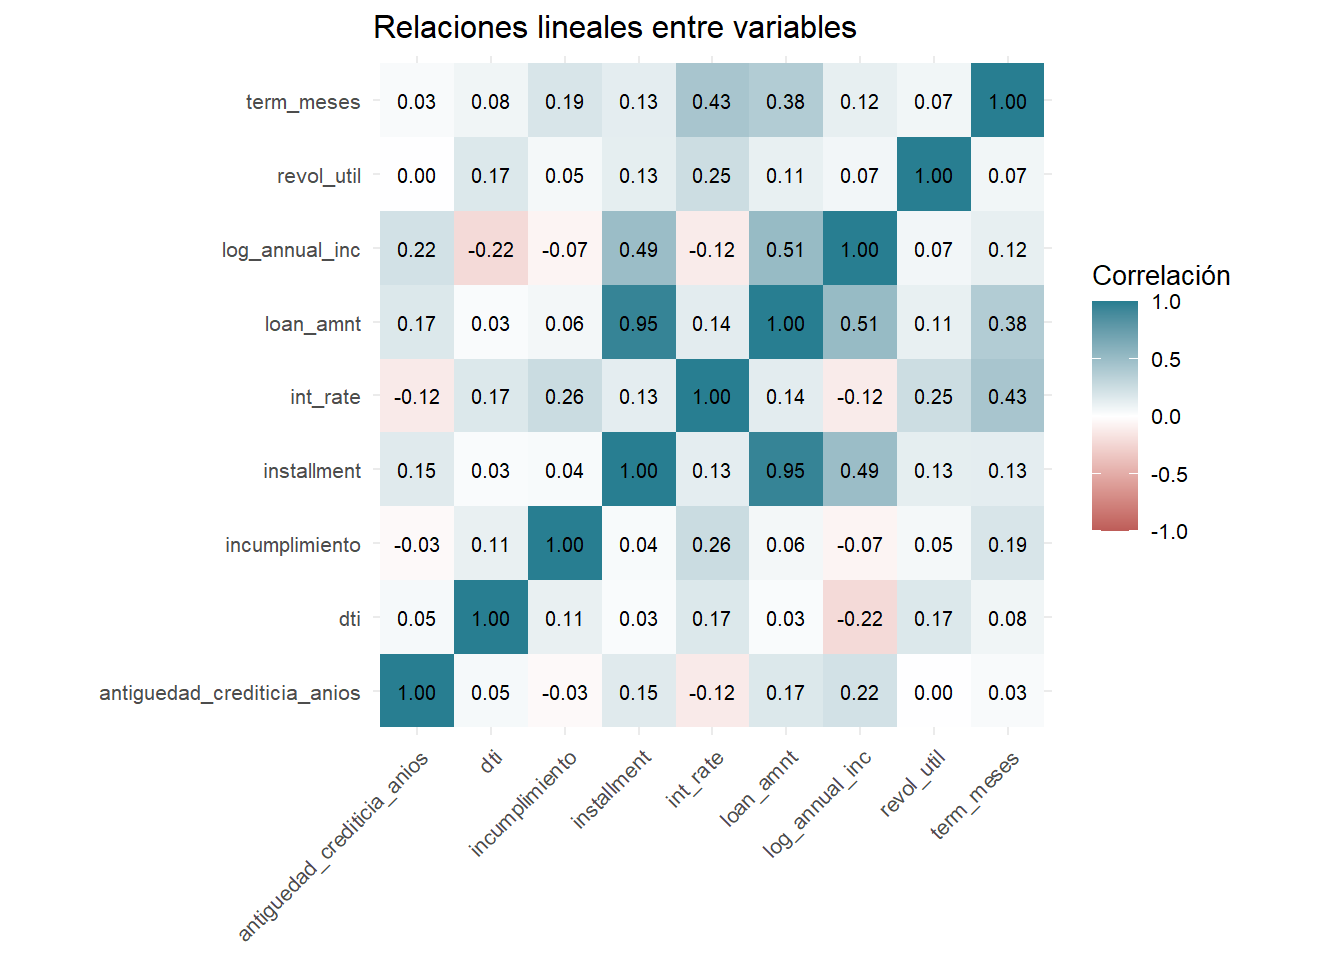 Relaciones lineales entre variables
term_meses 0.03 0.08 0.19 0.13 0.43 0.38 0.12 0.07 1.00
revol_util 0.00 0.17 0.05 0.13 0.25 0.11 0.07 1.00 0.07
log_annual_inc 0.22 -0.22 -0.07 0.49 -0.12 0.51 1.00 0.07 0.12
loan_amnt 0.17 0.03 0.06 0.95 0.14 1.00 0.51 0.11 0.38
int_rate -0.12 0.17 0.26 0.13 1.00 0.14 -0.12 0.25 0.43
installment 0.15 0.03 0.04 1.00 0.13 0.95 0.49 0.13 0.13
incumplimiento -0.03 0.11 1.00 0.04 0.26 0.06 -0.07 0.05 0.19
dti 0.05 1.00 0.11 0.03 0.17 0.03 -0.22 0.17 0.08
antiguedad_crediticia_anios 1.00 0.05 -0.03 0.15 -0.12 0.17 0.22 0.00 0.03
antiguedad_crediticia_anios
dti
incumplimiento
installment
int_rate
loan_amnt
log_annual_inc
revol_util
term_meses
Correlación
1.0
0.5
0.0
-0.5
-1.0